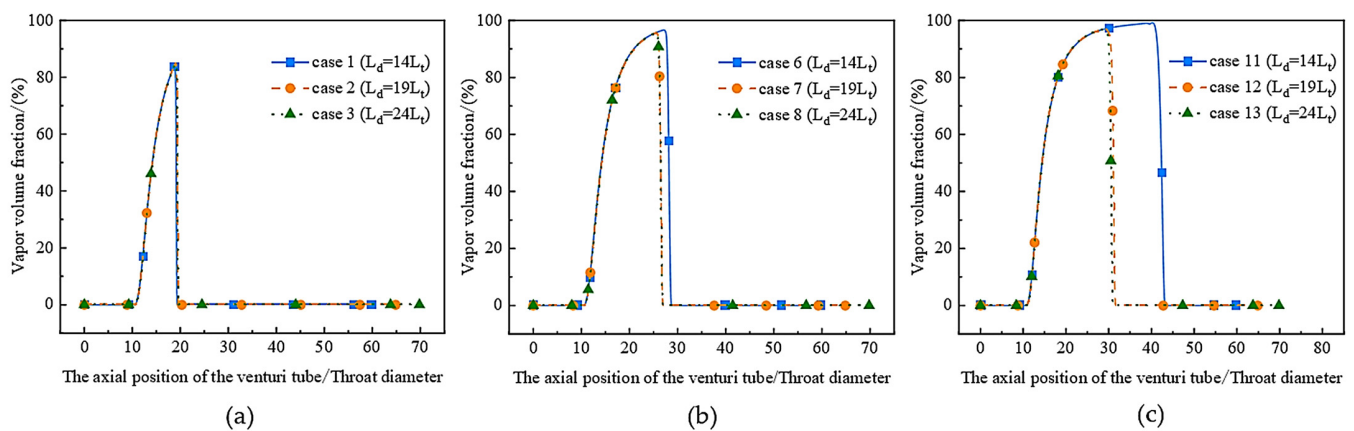 100
80
60
40
20
0
Vapor volume fraction/(%)
case 1 (Ld=14Lt)
case 2 (Ld=19Lt)
case 3 (Ld=24Lt)
0 10 20 30 40 50 60 70
The axial position of the venturi tube/Throat diameter
(a)
100
80
60
40
20
0
Vapor volume fraction/(%)
case 6 (Ld=14Lt)
case 7 (Ld=19Lt)
case 8 (Ld=24Lt)
0 10 20 30 40 50 60 70
The axial position of the venturi tube/Throat diameter
(b)
100
80
60
40
20
0
Vapor volume fraction/(%)
case 11 (Ld=14Lt)
case 12 (Ld=19Lt)
case 13 (Ld=24Lt)
0 10 20 30 40 50 60 70 80
The axial position of the venturi tube/Throat diameter
(c)